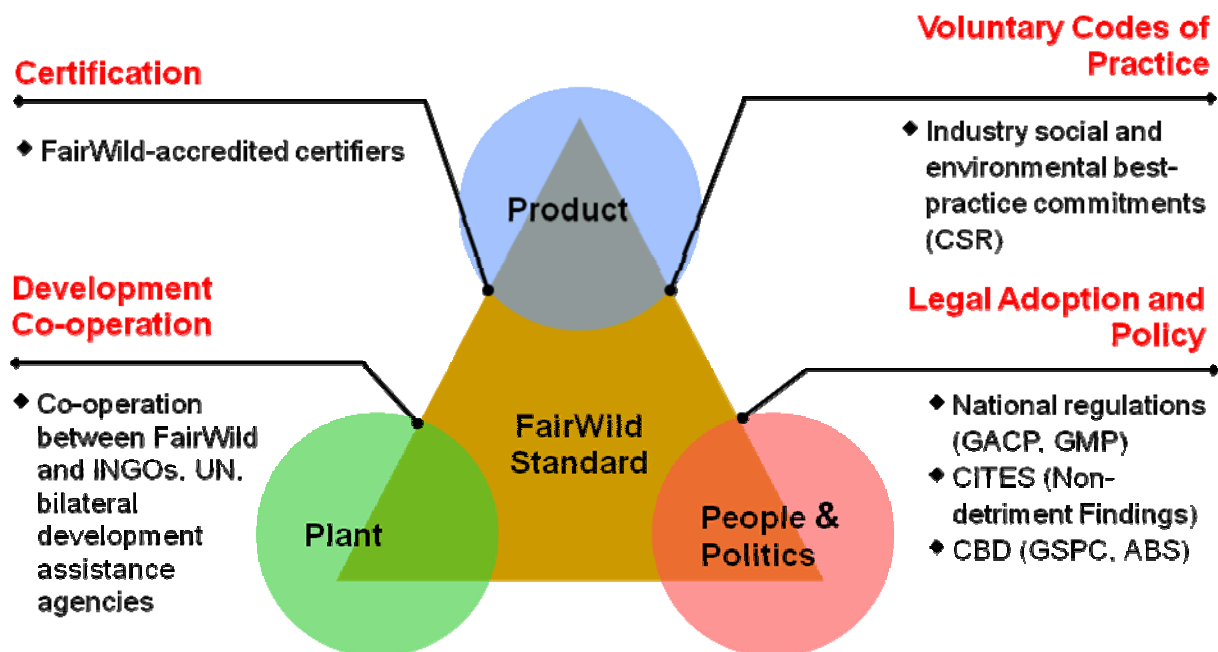 Certification
◆ FairWild-accredited certifiers
Voluntary Codes of
Practice
◆ Industry social and
environmental best-
practice commitments
(CSR)
Product
Development
Co-operation
◆ Co-operation
between FairWild
and INGOs. UN.
bilateral
development
assistance
agencies
Legal Adoption and
Policy
◆ National regulations
(GACP, GMP)
◆ CITES (Non-
detriment Findings)
◆ CBD (GSPC, ABS)
FairWild
Standard
Plant
People &
Politics